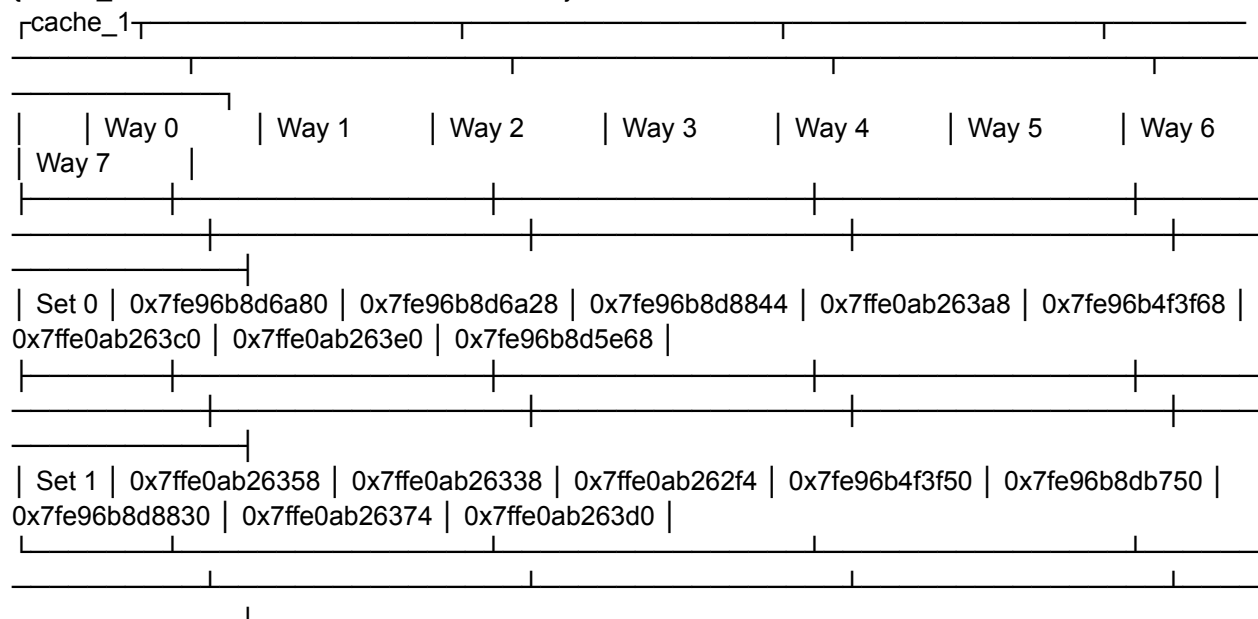 cache_1
│ │ Way 0 │ Way 1 │ Way 2 │ Way 3 │ Way 4 │ Way 5 │ Way 6
│ Way 7 │
│ Set 0 │ 0x7fe96b8d6a80 │ 0x7fe96b8d6a28 │ 0x7fe96b8d8844 │ 0x7ffe0ab263a8 │ 0x7fe96b4f3f68 │
0x7ffe0ab263c0 │ 0x7ffe0ab263e0 │ 0x7fe96b8d5e68 │
│ Set 1 │ 0x7ffe0ab26358 │ 0x7ffe0ab26338 │ 0x7ffe0ab262f4 │ 0x7fe96b4f3f50 │ 0x7fe96b8db750 │
0x7fe96b8d8830 │ 0x7ffe0ab26374 │ 0x7ffe0ab263d0 │